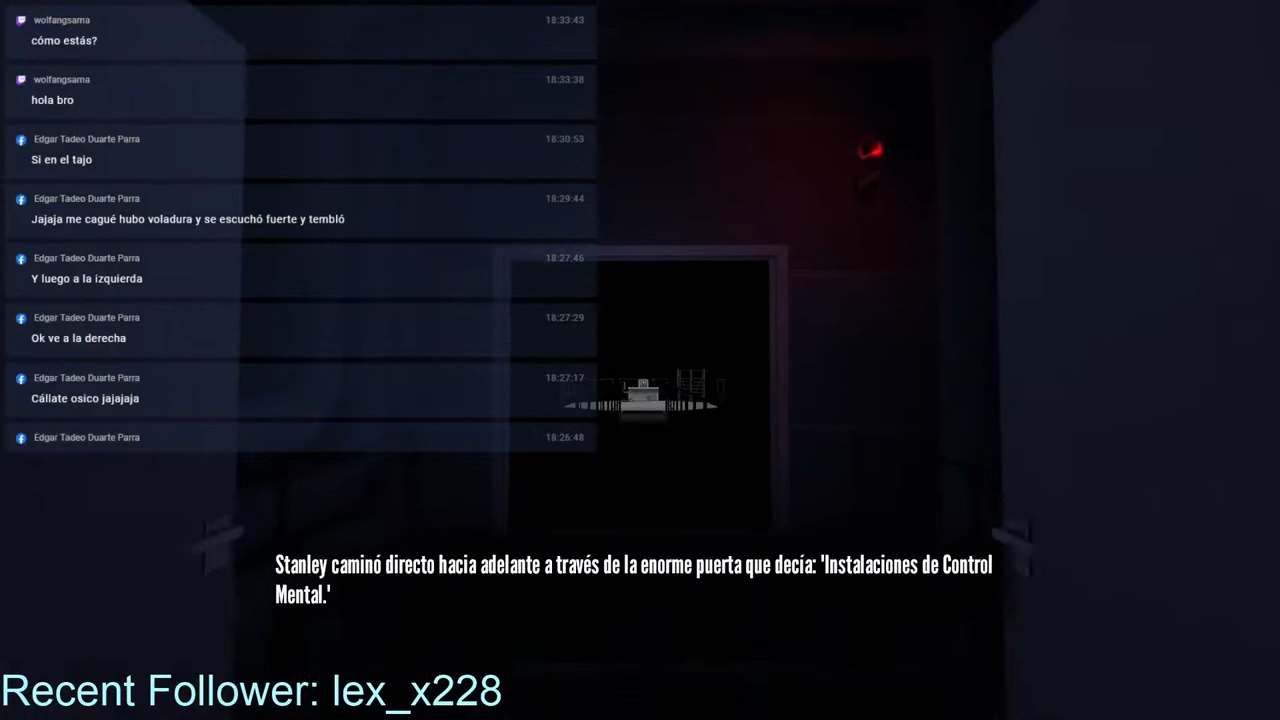 wolfangsama 18:33:43
cómo estás?
wolfangsama 18:33:38
hola bro
Edgar Tadeo Duarte Parra 18:30:53
Si en el tajo
Edgar Tadeo Duarte Parra 18:29:44
Jajaja me cagué hubo voladura y se escuchó fuerte y tembló
Edgar Tadeo Duarte Parra 18:27:46
Y luego a la izquierda
Edgar Tadeo Duarte Parra 18:27:29
Ok ve a la derecha
Edgar Tadeo Duarte Parra 18:27:17
Cállate osico jajajaja
Edgar Tadeo Duarte Parra 18:26:48
Stanley caminó directo hacia adelante a través de la enorme puerta que decía: 'Instalaciones de Control
Mental.'
Recent Follower: lex_x228